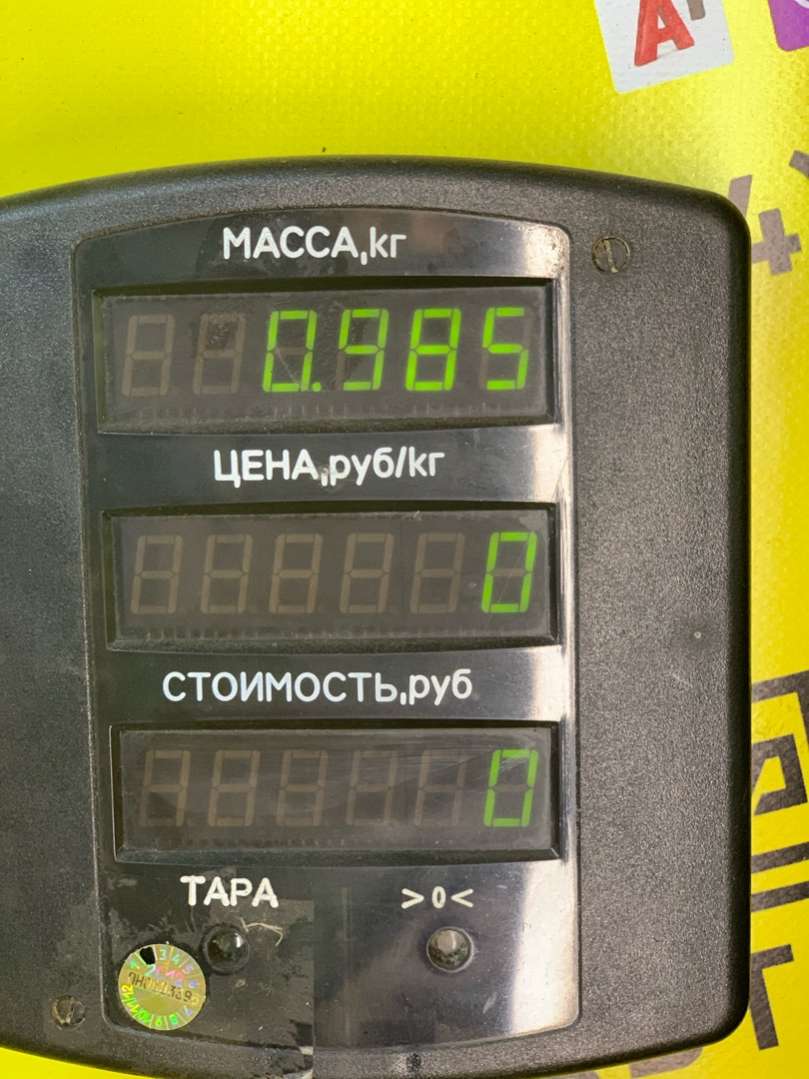 МАССА,кг
0.985
ЦЕНА,руб/кг
0
СТОИМОСТЬ,руб
0
ТАРА >0<